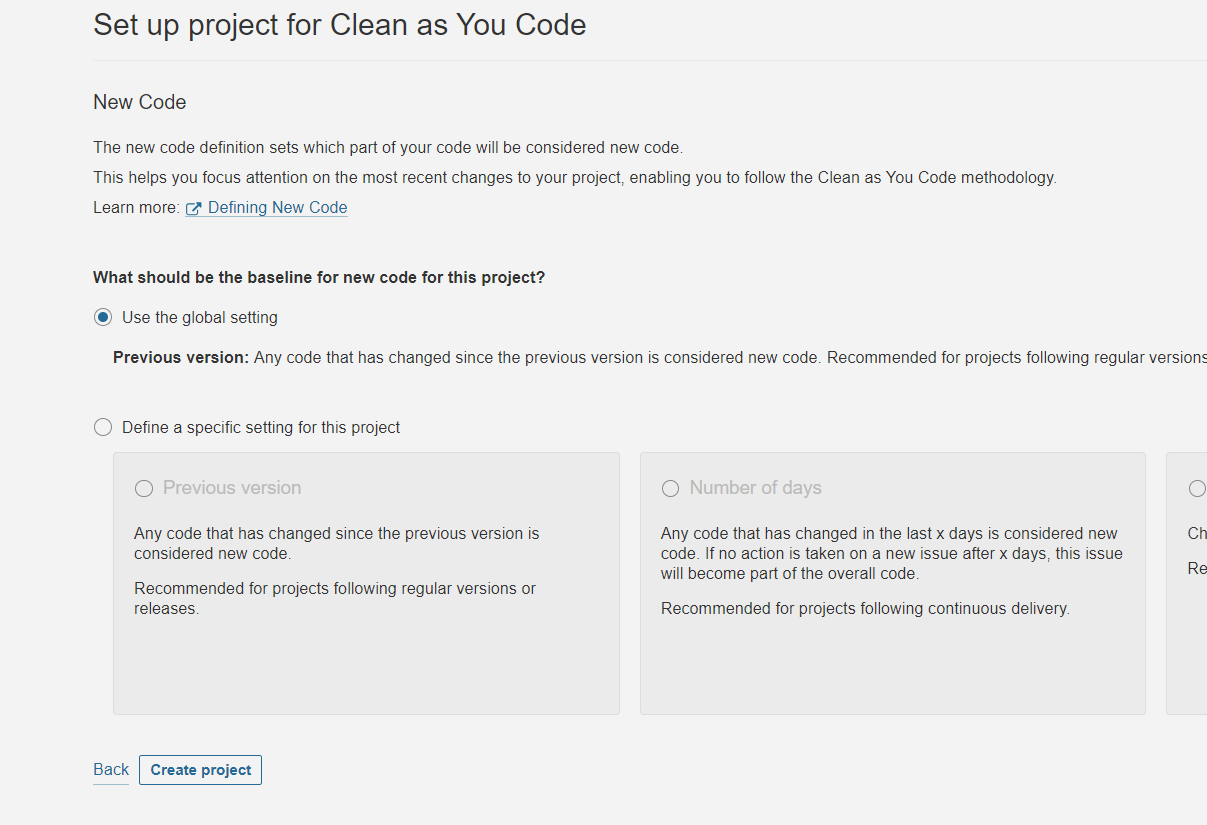 Set up project for Clean as You Code
New Code
The new code definition sets which part of your code will be considered new code.
This helps you focus attention on the most recent changes to your project, enabling you to follow the Clean as You Code methodology.
Learn more: Defining New Code
What should be the baseline for new code for this project?
Use the global setting
Previous version: Any code that has changed since the previous version is considered new code. Recommended for projects following regular versions
Define a specific setting for this project
Previous version
Any code that has changed since the previous version is
considered new code.
Recommended for projects following regular versions or
releases.
Number of days
Any code that has changed in the last x days is considered new
code. If no action is taken on a new issue after x days, this issue
will become part of the overall code.
Recommended for projects following continuous delivery.
Ch
Re
Back
Create project